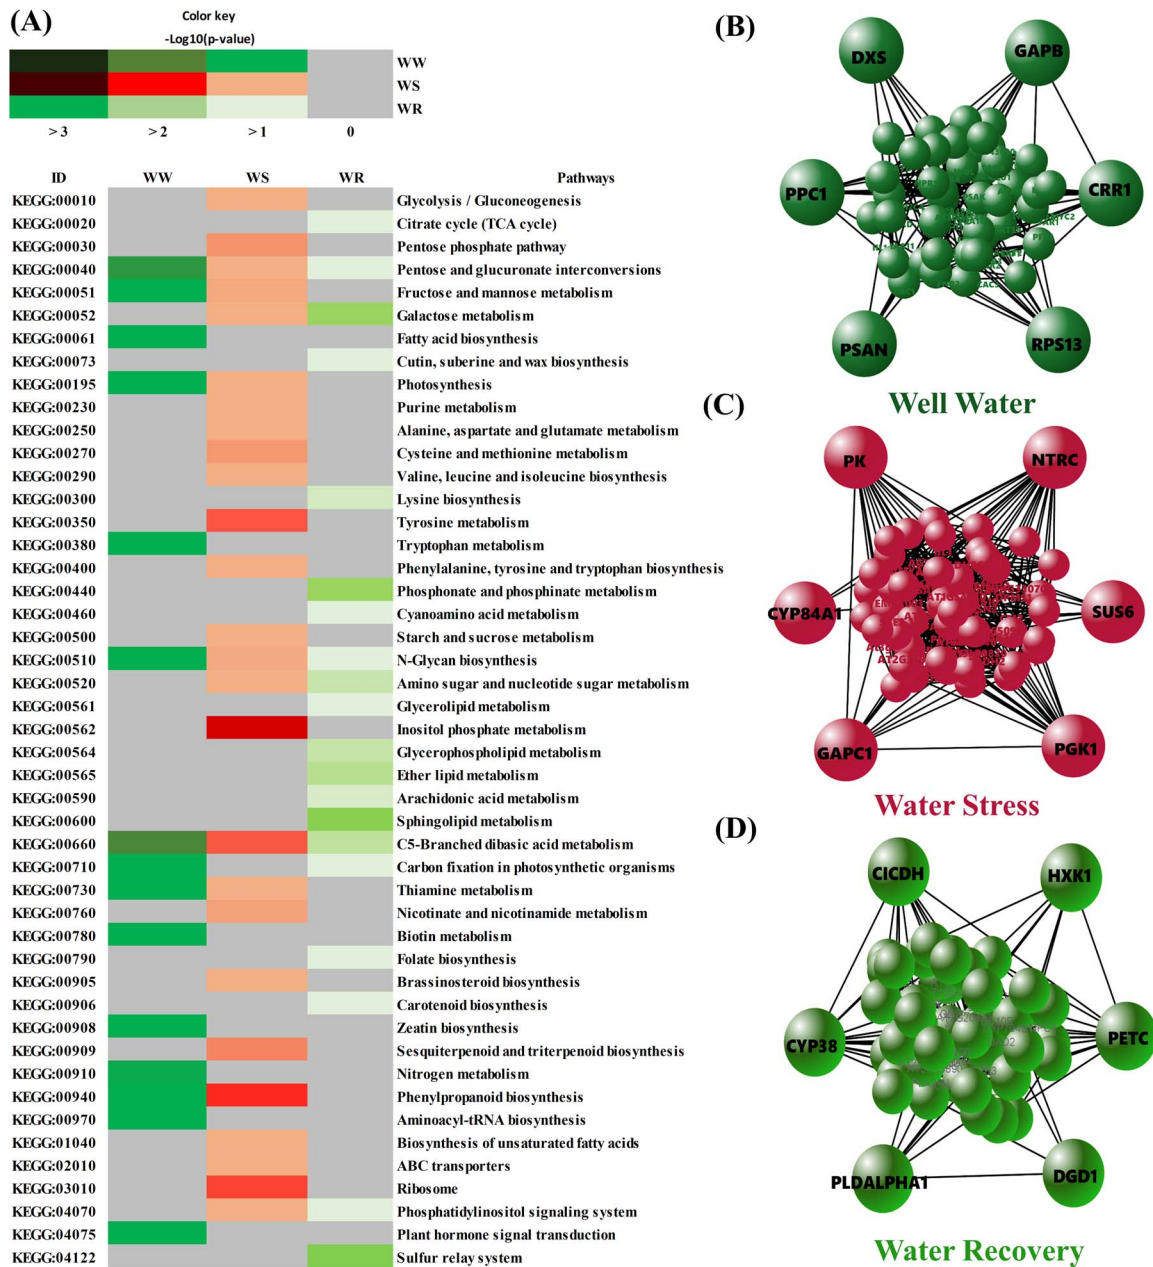 (A)
Color key
-Log10(p-value)
WW
WS
WR
> 3 > 2 > 1 0
ID WW WS WR Pathways
KEGG:00010 Glycolysis / Gluconeogenesis
KEGG:00020 Citrate cycle (TCA cycle)
KEGG:00030 Pentose phosphate pathway
KEGG:00040 Pentose and glucuronate interconversions
KEGG:00051 Fructose and mannose metabolism
KEGG:00052 Galactose metabolism
KEGG:00061 Fatty acid biosynthesis
KEGG:00073 Cutin, suberine and wax biosynthesis
KEGG:00195 Photosynthesis
KEGG:00230 Purine metabolism
KEGG:00250 Alanine, aspartate and glutamate metabolism
KEGG:00270 Cysteine and methionine metabolism
KEGG:00290 Valine, leucine and isoleucine biosynthesis
KEGG:00300 Lysine biosynthesis
KEGG:00350 Tyrosine metabolism
KEGG:00380 Tryptophan metabolism
KEGG:00400 Phenylalanine, tyrosine and tryptophan biosynthesis
KEGG:00440 Phosphonate and phosphinate metabolism
KEGG:00460 Cyanoamino acid metabolism
KEGG:00500 Starch and sucrose metabolism
KEGG:00510 N-Glycan biosynthesis
KEGG:00520 Amino sugar and nucleotide sugar metabolism
KEGG:00561 Glycerolipid metabolism
KEGG:00562 Inositol phosphate metabolism
KEGG:00564 Glycerophospholipid metabolism
KEGG:00565 Ether lipid metabolism
KEGG:00590 Arachidonic acid metabolism
KEGG:00600 Sphingolipid metabolism
KEGG:00660 C5-Branched dibasic acid metabolism
KEGG:00710 Carbon fixation in photosynthetic organisms
KEGG:00730 Thiamine metabolism
KEGG:00760 Nicotinate and nicotinamide metabolism
KEGG:00780 Biotin metabolism
KEGG:00790 Folate biosynthesis
KEGG:00905 Brassinosteroid biosynthesis
KEGG:00906 Carotenoid biosynthesis
KEGG:00908 Zeatin biosynthesis
KEGG:00909 Sesquiterpenoid and triterpenoid biosynthesis
KEGG:00910 Nitrogen metabolism
KEGG:00940 Phenylpropanoid biosynthesis
KEGG:00970 Aminoacyl-tRNA biosynthesis
KEGG:01040 Biosynthesis of unsaturated fatty acids
KEGG:02010 ABC transporters
KEGG:03010 Ribosome
KEGG:04070 Phosphatidylinositol signaling system
KEGG:04075 Plant hormone signal transduction
KEGG:04122 Sulfur relay system
(B)
DXS
GAPB
PPC1
CRR1
PSAN
RPS13
Well Water
(C)
PK
NTRC
CYP84A1
SUS6
GAPC1
PGK1
Water Stress
(D)
CICDH
HXK1
CYP38
PETC
PLDALPHA1
DGD1
Water Recovery